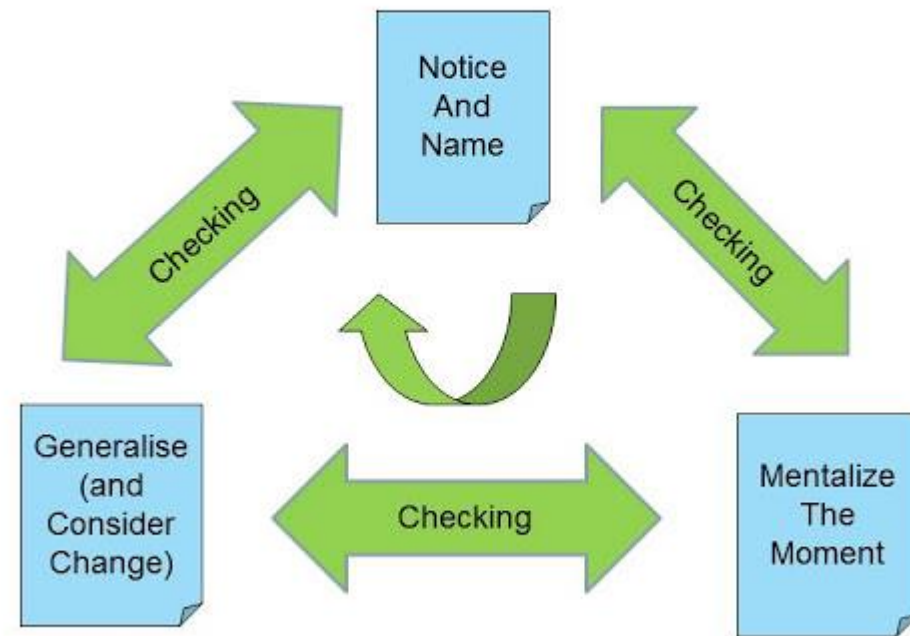 Notice
And
Name
Checking
Checking
Generalise
(and
Consider
Change)
Checking
Mentalize
The
Moment